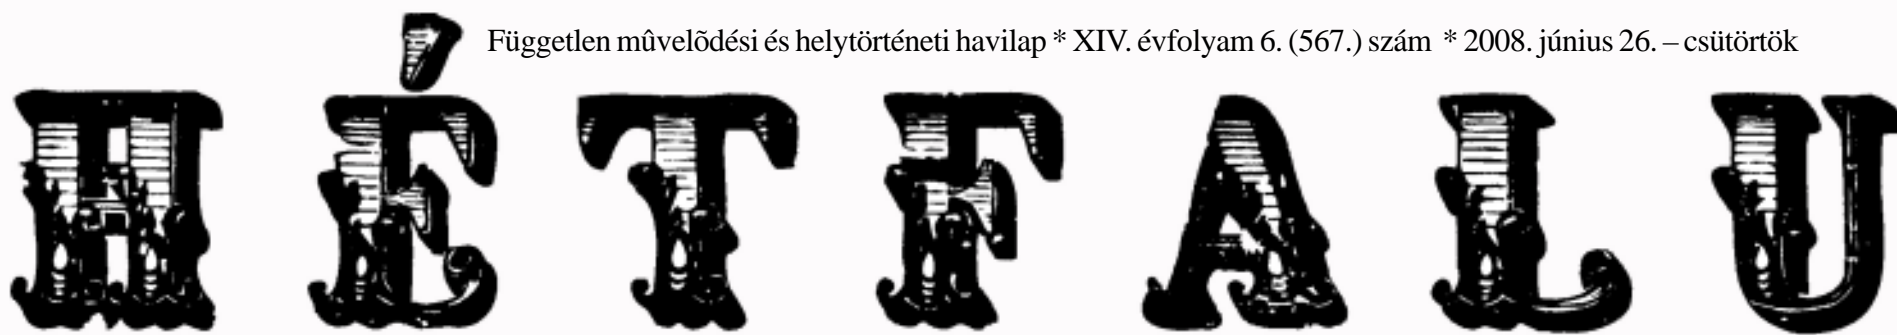 Független mûvelõdési és helytörténeti havilap * XIV. évfolyam 6. (567.) szám * 2008. június 26. – csütörtök
HÉTFALU